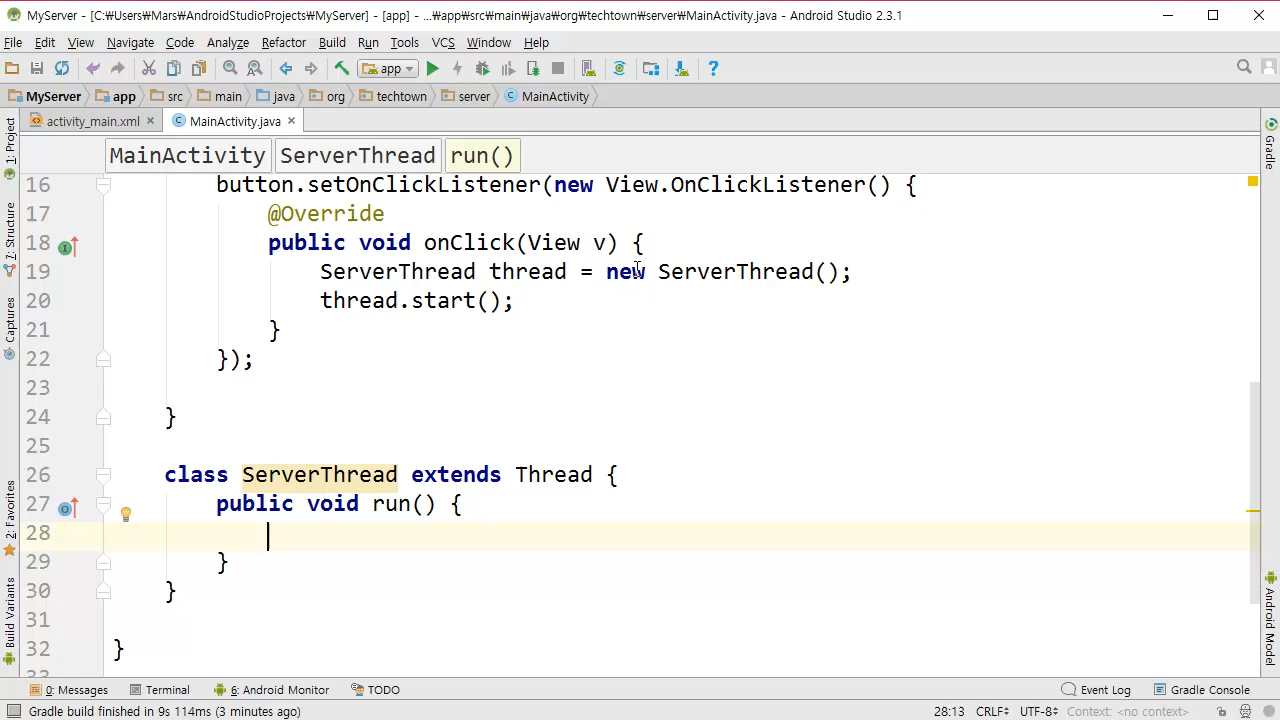 MyServer - [C:₩Users₩Mars₩AndroidStudioProjects₩MyServer] - [app] - ...₩app₩src₩main₩java₩org₩techtown₩server₩MainActivity.java - Android Studio 2.3.1
File Edit View Navigate Code Analyze Refactor Build Run Tools VCS Window Help
app
MyServer app src main java org techtown server MainActivity
activity_main.xml MainActivity.java
MainActivity ServerThread run()
16 button.setOnClickListener(new View.OnClickListener() {
17 @Override
18 public void onClick(View v) {
19 ServerThread thread = new ServerThread();
20 thread.start();
21 }
22 });
23
24 }
25
26 class ServerThread extends Thread {
27 public void run() {
28
29 }
30 }
31
32 }
1: Project
7: Structure
Captures
2: Favorites
Build Variants
Gradle
Android Model
0: Messages Terminal 6: Android Monitor TODO Event Log Gradle Console
Gradle build finished in 9s 114ms (3 minutes ago) 28:13 CRLF UTF-8 Context: <no context>